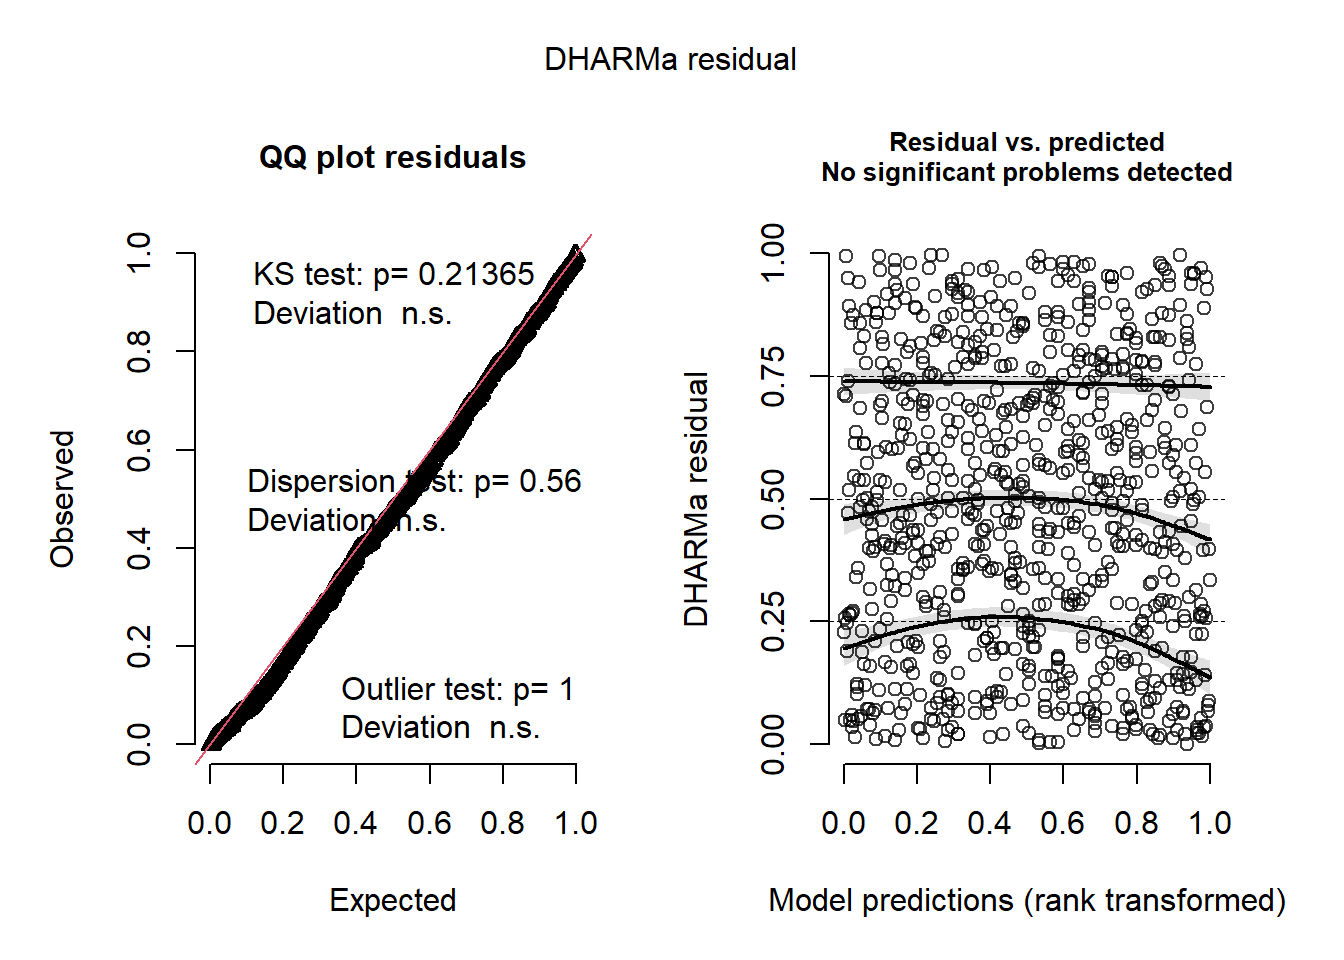 DHARMa residual
QQ plot residuals
KS test: p= 0.21365
Deviation  n.s.
Dispersion test: p= 0.56
Deviation  n.s.
Outlier test: p= 1
Deviation  n.s.
Observed
0.0 0.2 0.4 0.6 0.8 1.0
0.0 0.2 0.4 0.6 0.8 1.0
Expected
Residual vs. predicted
No significant problems detected
DHARMa residual
0.00 0.25 0.50 0.75 1.00
0.0 0.2 0.4 0.6 0.8 1.0
Model predictions (rank transformed)